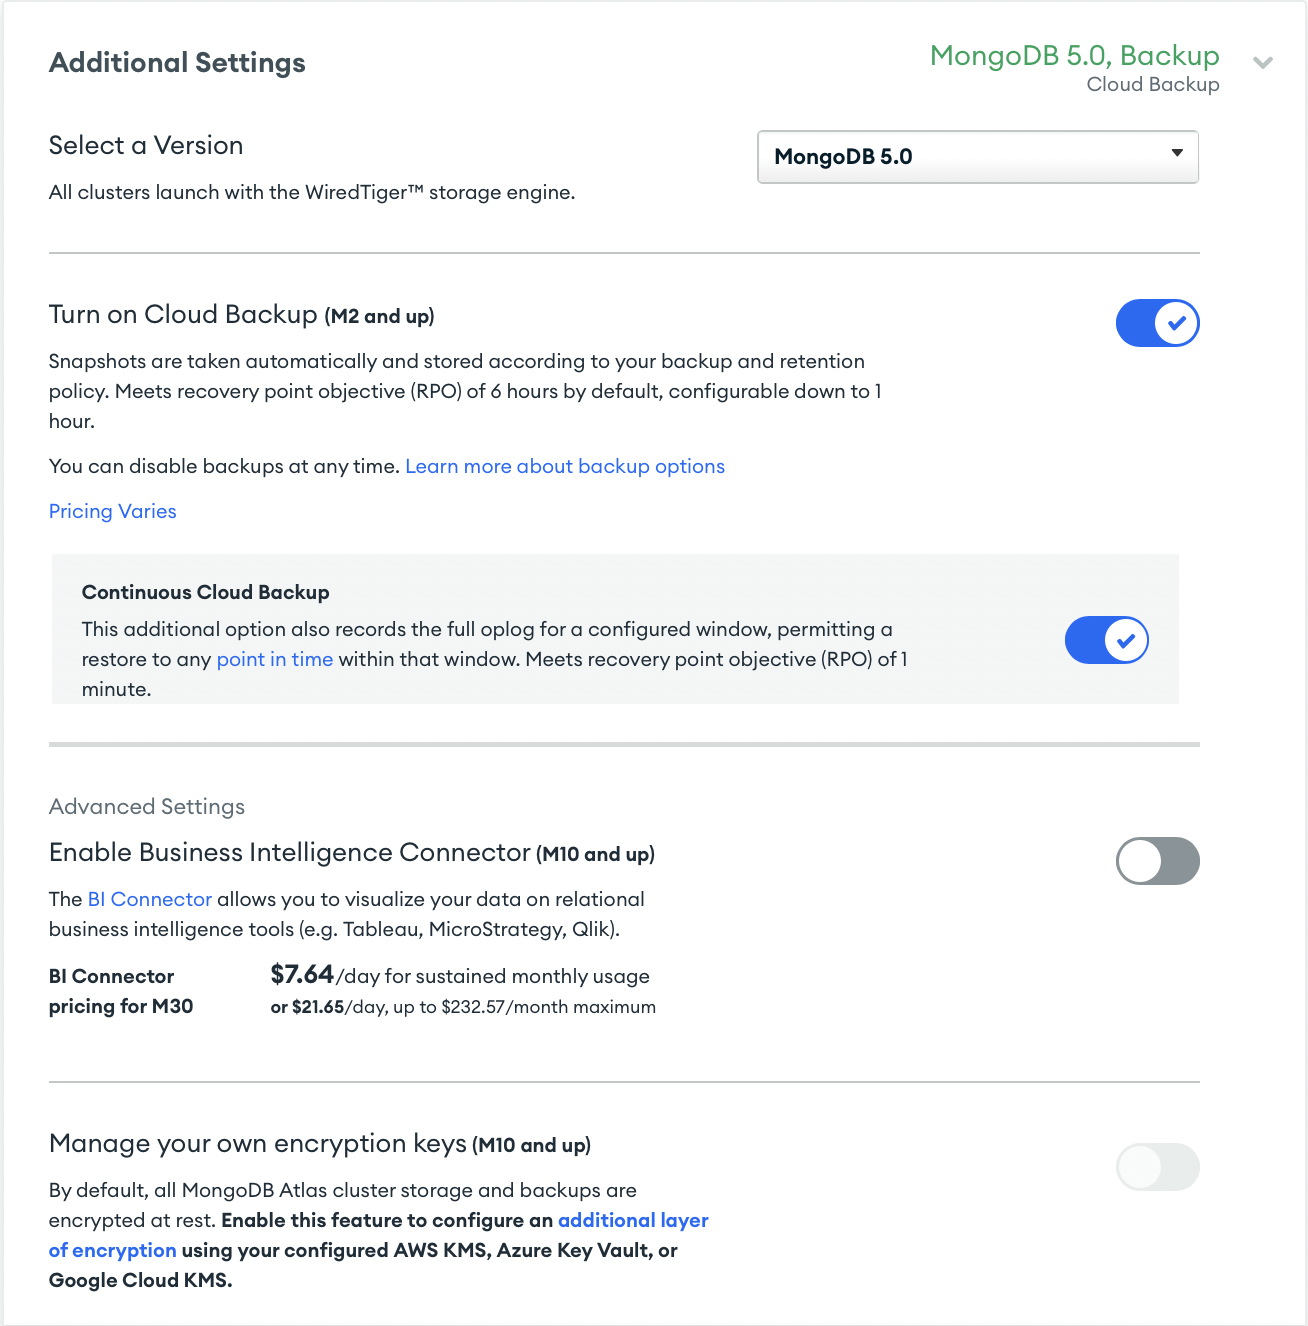 Additional Settings
MongoDB 5.0, Backup
Cloud Backup
Select a Version
MongoDB 5.0
All clusters launch with the WiredTiger™ storage engine.
Turn on Cloud Backup (M2 and up)
Snapshots are taken automatically and stored according to your backup and retention
policy. Meets recovery point objective (RPO) of 6 hours by default, configurable down to 1
hour.
You can disable backups at any time. Learn more about backup options
Pricing Varies
Continuous Cloud Backup
This additional option also records the full oplog for a configured window, permitting a
restore to any point in time within that window. Meets recovery point objective (RPO) of 1
minute.
Advanced Settings
Enable Business Intelligence Connector (M10 and up)
The BI Connector allows you to visualize your data on relational
business intelligence tools (e.g. Tableau, MicroStrategy, Qlik).
BI Connector
pricing for M30
$7.64/day for sustained monthly usage
or $21.65/day, up to $232.57/month maximum
Manage your own encryption keys (M10 and up)
By default, all MongoDB Atlas cluster storage and backups are
encrypted at rest. Enable this feature to configure an additional layer
of encryption using your configured AWS KMS, Azure Key Vault, or
Google Cloud KMS.